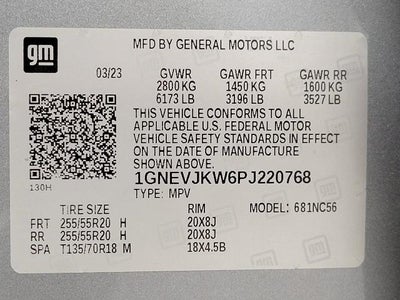 gm
MFD BY GENERAL MOTORS LLC
03/23 GVWR GAWR FRT GAWR RR
2800 KG 1450 KG 1600 KG
6173 LB 3196 LB 3527 LB
THIS VEHICLE CONFORMS TO ALL
APPLICABLE U.S. FEDERAL MOTOR
VEHICLE SAFETY STANDARDS IN EFFECT
ON THE DATE OF MANUFACTURE
SHOWN ABOVE.
130H
1GNEVJKW6PJ220768
TYPE: MPV
TIRE SIZE RIM MODEL: 681NC56
FRT 255/55R20 H 20X8J
RR 255/55R20 H 20X8J
SPA T135/70R18 M 18X4.5B